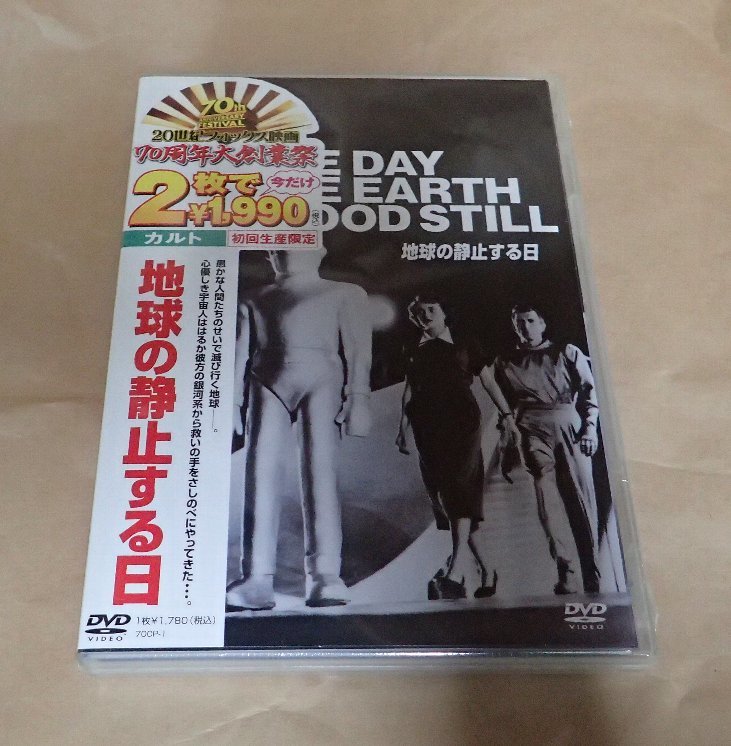 70th
ANNIVERSARY
FESTIVAL
20世紀フォックス映画
70周年大創業祭
2枚で
今だけ
¥1,990
(税込)
カルト
初回生産限定
愚かな人間たちのせいで滅び行く地球――。
心優しき宇宙人ははるか彼方の銀河系から救いの手をさしのべにやってきた・・・。
地球の静止する日
DVD
VIDEO
1枚¥1,780(税込)
70CP-1
E DAY
E EARTH
OOD STILL
地球の静止する日
DVD
VIDEO